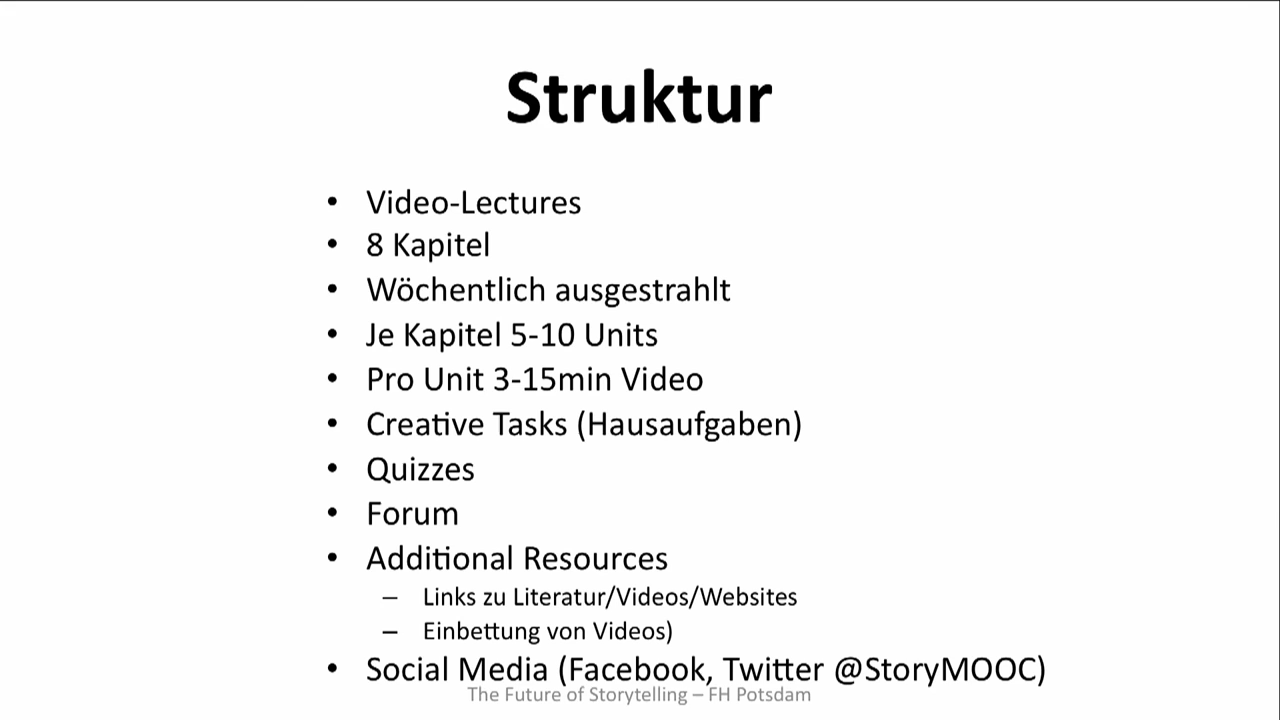 Struktur
• Video-Lectures
• 8 Kapitel
• Wöchentlich ausgestrahlt
• Je Kapitel 5-10 Units
• Pro Unit 3-15min Video
• Creative Tasks (Hausaufgaben)
• Quizzes
• Forum
• Additional Resources
– Links zu Literatur/Videos/Websites
– Einbettung von Videos)
• Social Media (Facebook, Twitter @StoryMOOC)
The Future of Storytelling – FH Potsdam